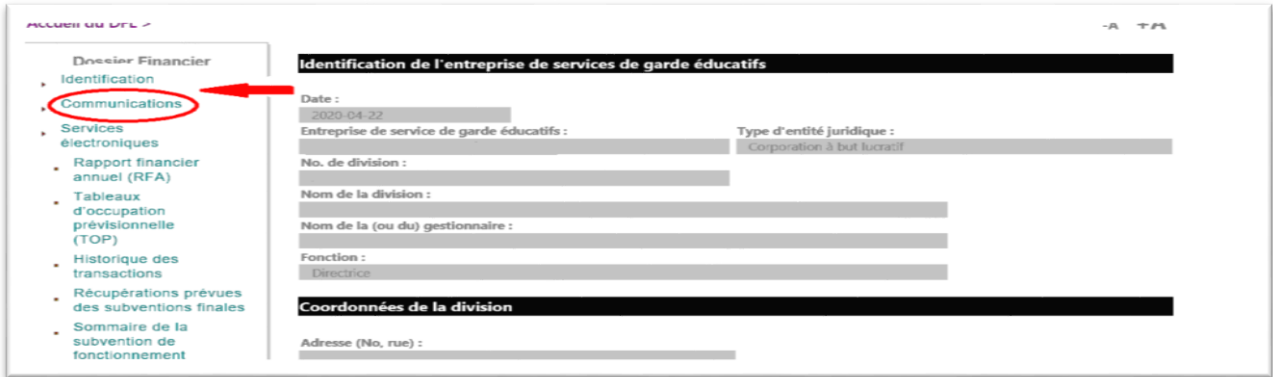 Accueil du DFL >
-A +A
Dossier Financier
Identification
Communications
Services
électroniques
Rapport financier
annuel (RFA)
Tableaux
d'occupation
prévisionnelle
(TOP)
Historique des
transactions
Récupérations prévues
des subventions finales
Sommaire de la
subvention de
fonctionnement
Identification de l'entreprise de services de garde éducatifs
Date :
2020-04-22
Entreprise de service de garde éducatifs :
Type d'entité juridique :
Corporation à but lucratif
No. de division :
Nom de la division :
Nom de la (ou du) gestionnaire :
Fonction :
Directrice
Coordonnées de la division
Adresse (No, rue) :